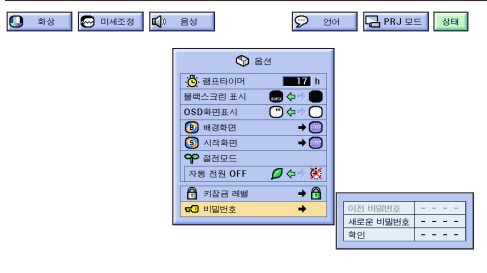 화상
미세조정
음성
언어
PRJ 모드
상태
옵션
램프타이머 17 h
블랙스크린 표시
OSD화면표시
배경화면
시작화면
절전모드
자동 전원 OFF
키잠금 레벨
비밀번호
이전 비밀번호 - - - -
새로운 비밀번호 - - - -
확인 - - - -